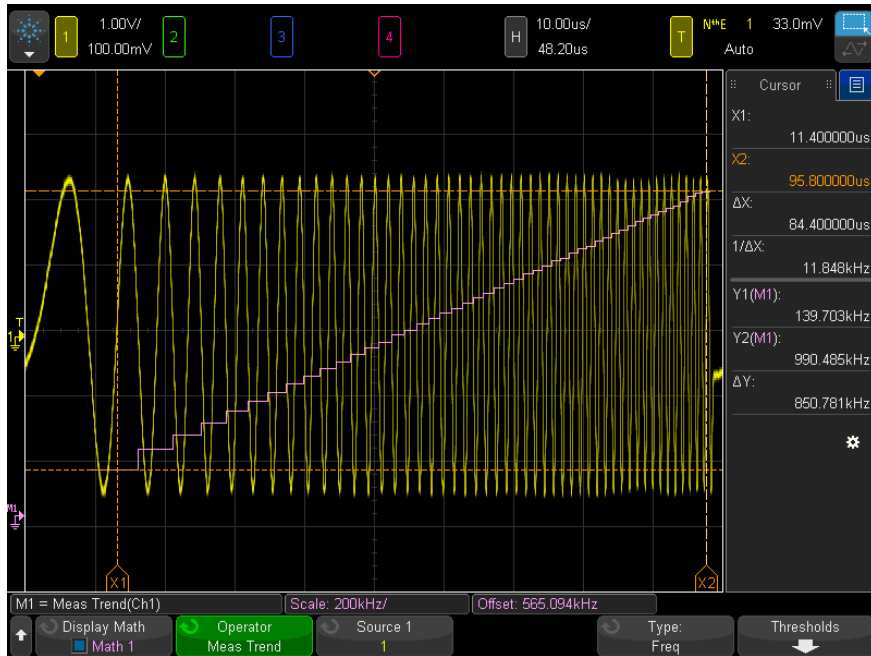 1 1.00V/ 2 3 4 H 10.00us/ T NthE 1 33.0mV
100.00mV 48.20us Auto
Cursor
X1:
11.400000us
X2:
95.800000us
ΔX:
84.400000us
1/ΔX:
11.848kHz
Y1(M1):
139.703kHz
Y2(M1):
990.485kHz
ΔY:
850.781kHz
T
1
M1
X1 X2
M1 = Meas Trend(Ch1) Scale: 200kHz/ Offset: 565.094kHz
Display Math Operator Source 1 Type: Thresholds
Math 1 Meas Trend 1 Freq